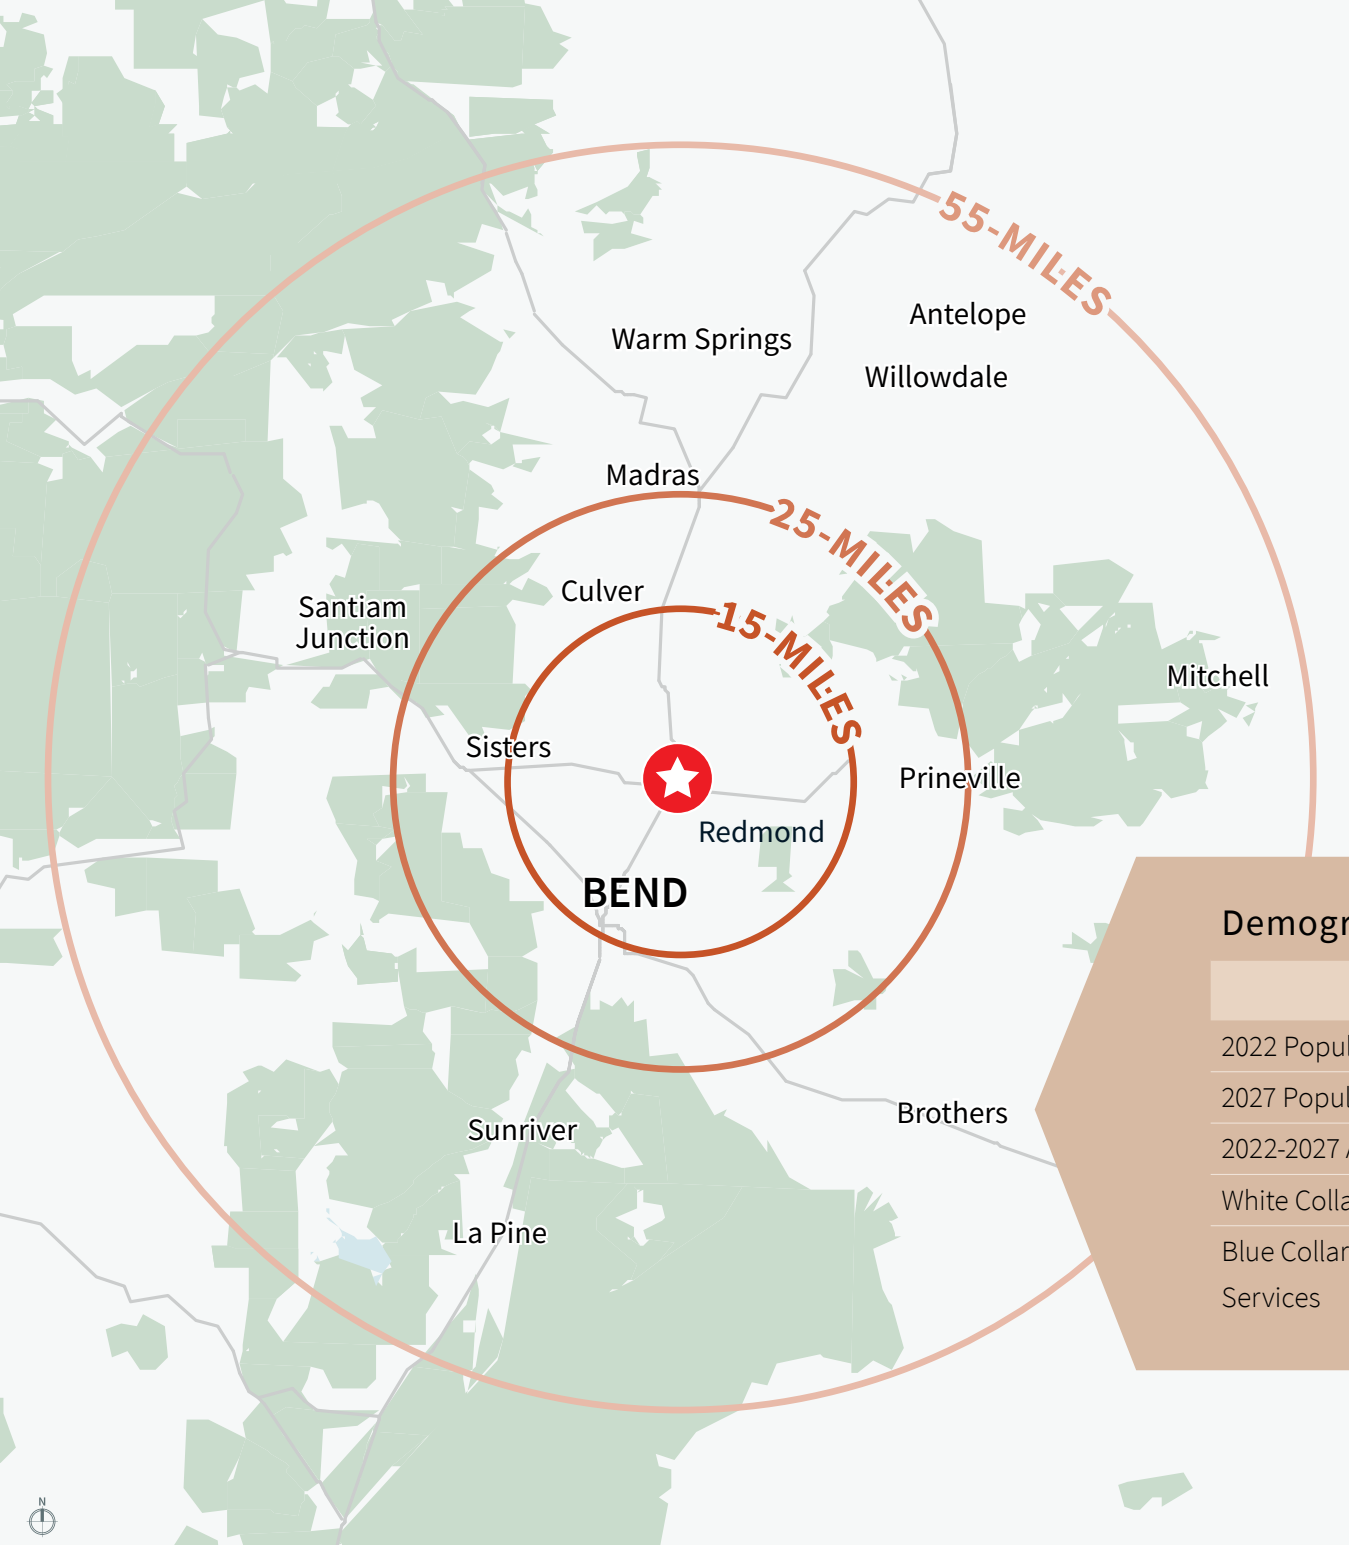 55-MILES
Antelope
Warm Springs
Willowdale
Madras
25-MILES
Culver
15-MILES
Santiam
Junction
Mitchell
Sisters
Prineville
Redmond
BEND
Demogr
2022 Popul
2027 Popul
2022-2027 A
Brothers
Sunriver
White Colla
La Pine
Blue Collar
Services
N